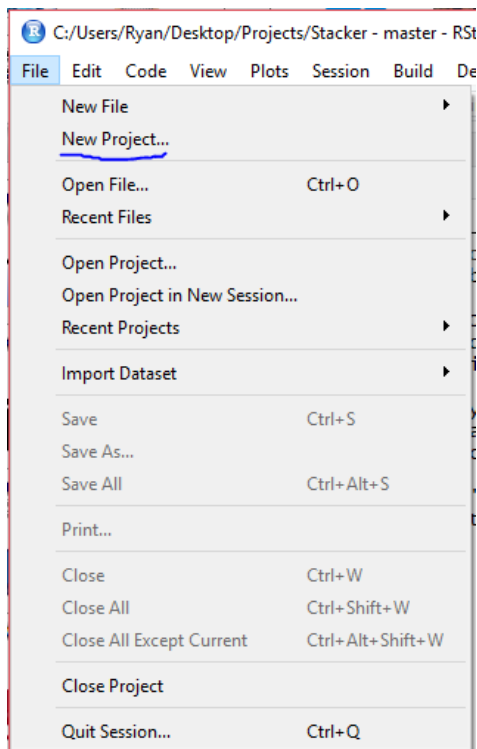 R C:/Users/Ryan/Desktop/Projects/Stacker - master - RSt
File Edit Code View Plots Session Build De
New File
New Project...
Open File... Ctrl+O
Recent Files
Open Project...
Open Project in New Session...
Recent Projects
Import Dataset
Save Ctrl+S
Save As...
Save All Ctrl+Alt+S
Print...
Close Ctrl+W
Close All Ctrl+Shift+W
Close All Except Current Ctrl+Alt+Shift+W
Close Project
Quit Session... Ctrl+Q